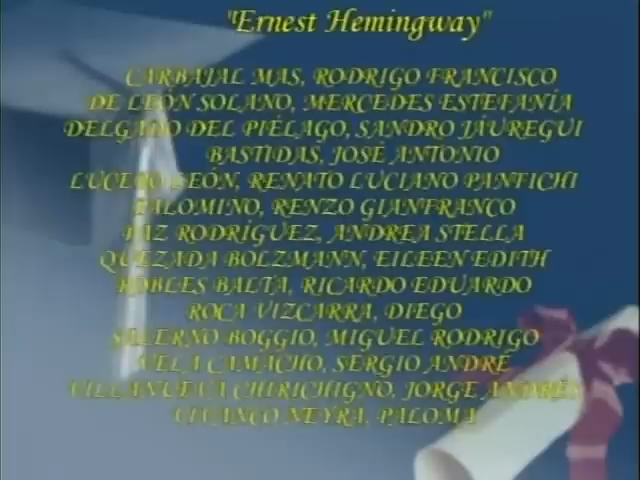 "Ernest Hemingway"
CARBAJAL MAS, RODRIGO FRANCISCO
DE LEÓN SOLANO, MERCEDES ESTEFANÍA
DELGADO DEL PIÉLAGO, SANDRO JÁUREGUI
BASTIDAS, JOSÉ ANTONIO
LUCERO LEÓN, RENATO LUCIANO PANFICHI
PALOMINO, RENZO GIANFRANCO
PAZ RODRÍGUEZ, ANDREA STELLA
QUEZADA BOLZMANN, EILEEN EDITH
ROBLES BALTA, RICARDO EDUARDO
ROCA VIZCARRA, DIEGO
SALERNO BOGGIO, MIGUEL RODRIGO
VELA CAMACHO, SERGIO ANDRÉ
VILLANUEVA CHIRICHIGNO, JORGE ANDRÉS
VIVANCO NEYRA, PALOMA